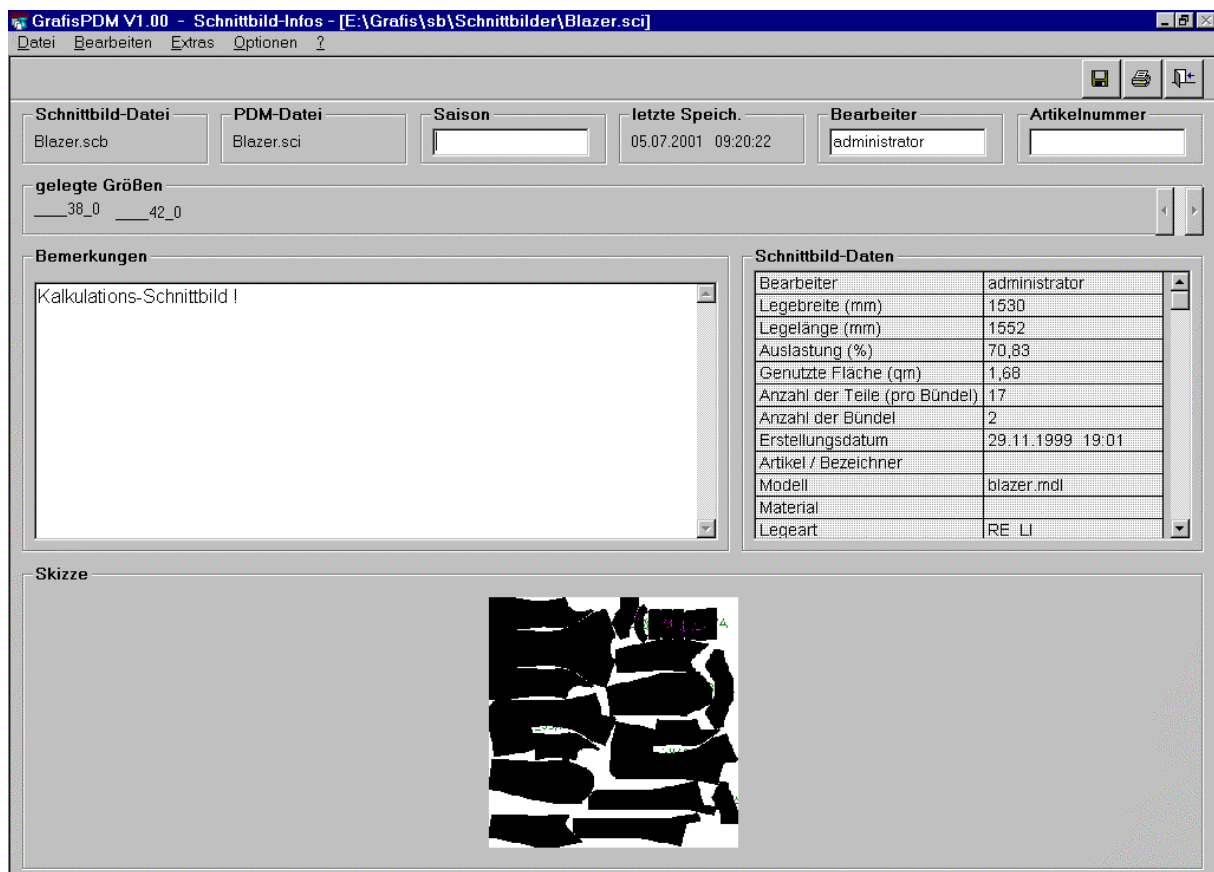 GrafisPDM V1.00 - Schnittbild-Infos - [E:\Grafis\sb\Schnittbilder\Blazer.sci]
Datei Bearbeiten Extras Optionen ?
Schnittbild-Datei PDM-Datei Saison letzte Speich. Bearbeiter Artikelnummer
Blazer.scb Blazer.sci 05.07.2001 09:20:22 administrator
gelegte Größen
____38_0 ____42_0
Bemerkungen
Kalkulations-Schnittbild !
Schnittbild-Daten
Bearbeiter administrator
Legebreite (mm) 1530
Legelänge (mm) 1552
Auslastung (%) 70,83
Genutzte Fläche (qm) 1,68
Anzahl der Teile (pro Bündel) 17
Anzahl der Bündel 2
Erstellungsdatum 29.11.1999 19:01
Artikel / Bezeichner
Modell blazer.mdl
Material
Legeart RE LI
Skizze